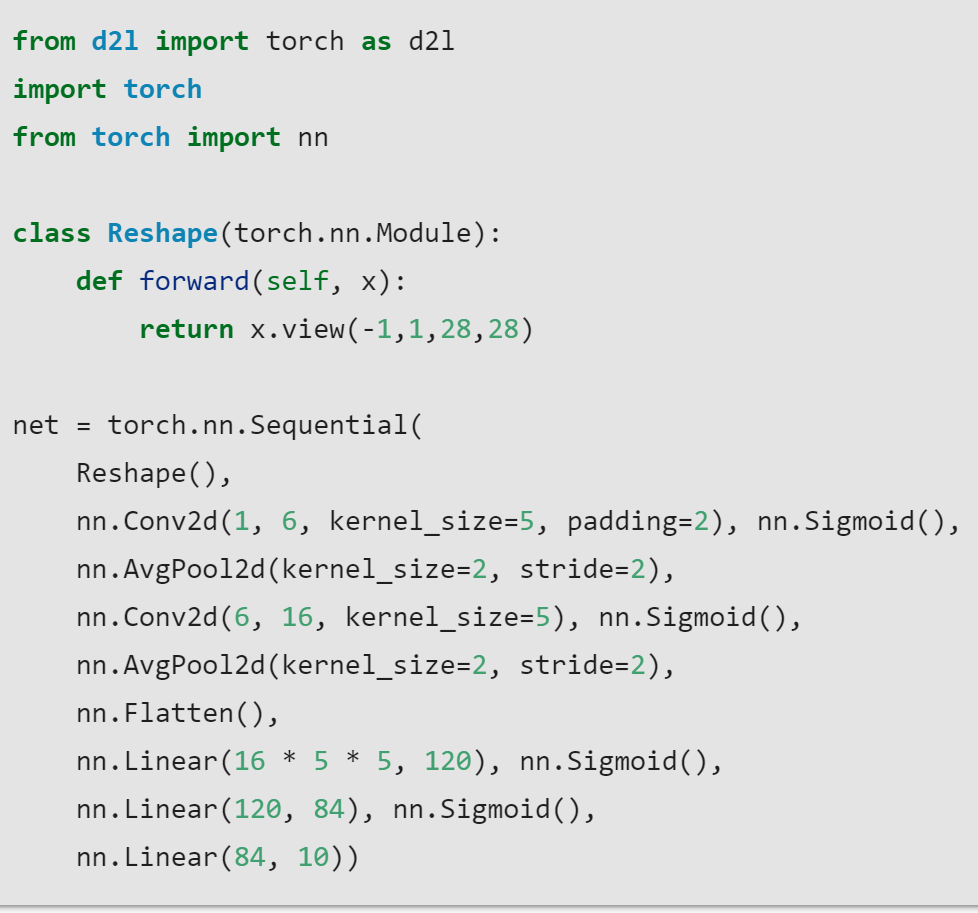 from d2l import torch as d2l
import torch
from torch import nn

class Reshape(torch.nn.Module):
    def forward(self, x):
        return x.view(-1,1,28,28)

net = torch.nn.Sequential(
    Reshape(),
    nn.Conv2d(1, 6, kernel_size=5, padding=2), nn.Sigmoid(),
    nn.AvgPool2d(kernel_size=2, stride=2),
    nn.Conv2d(6, 16, kernel_size=5), nn.Sigmoid(),
    nn.AvgPool2d(kernel_size=2, stride=2),
    nn.Flatten(),
    nn.Linear(16 * 5 * 5, 120), nn.Sigmoid(),
    nn.Linear(120, 84), nn.Sigmoid(),
    nn.Linear(84, 10))